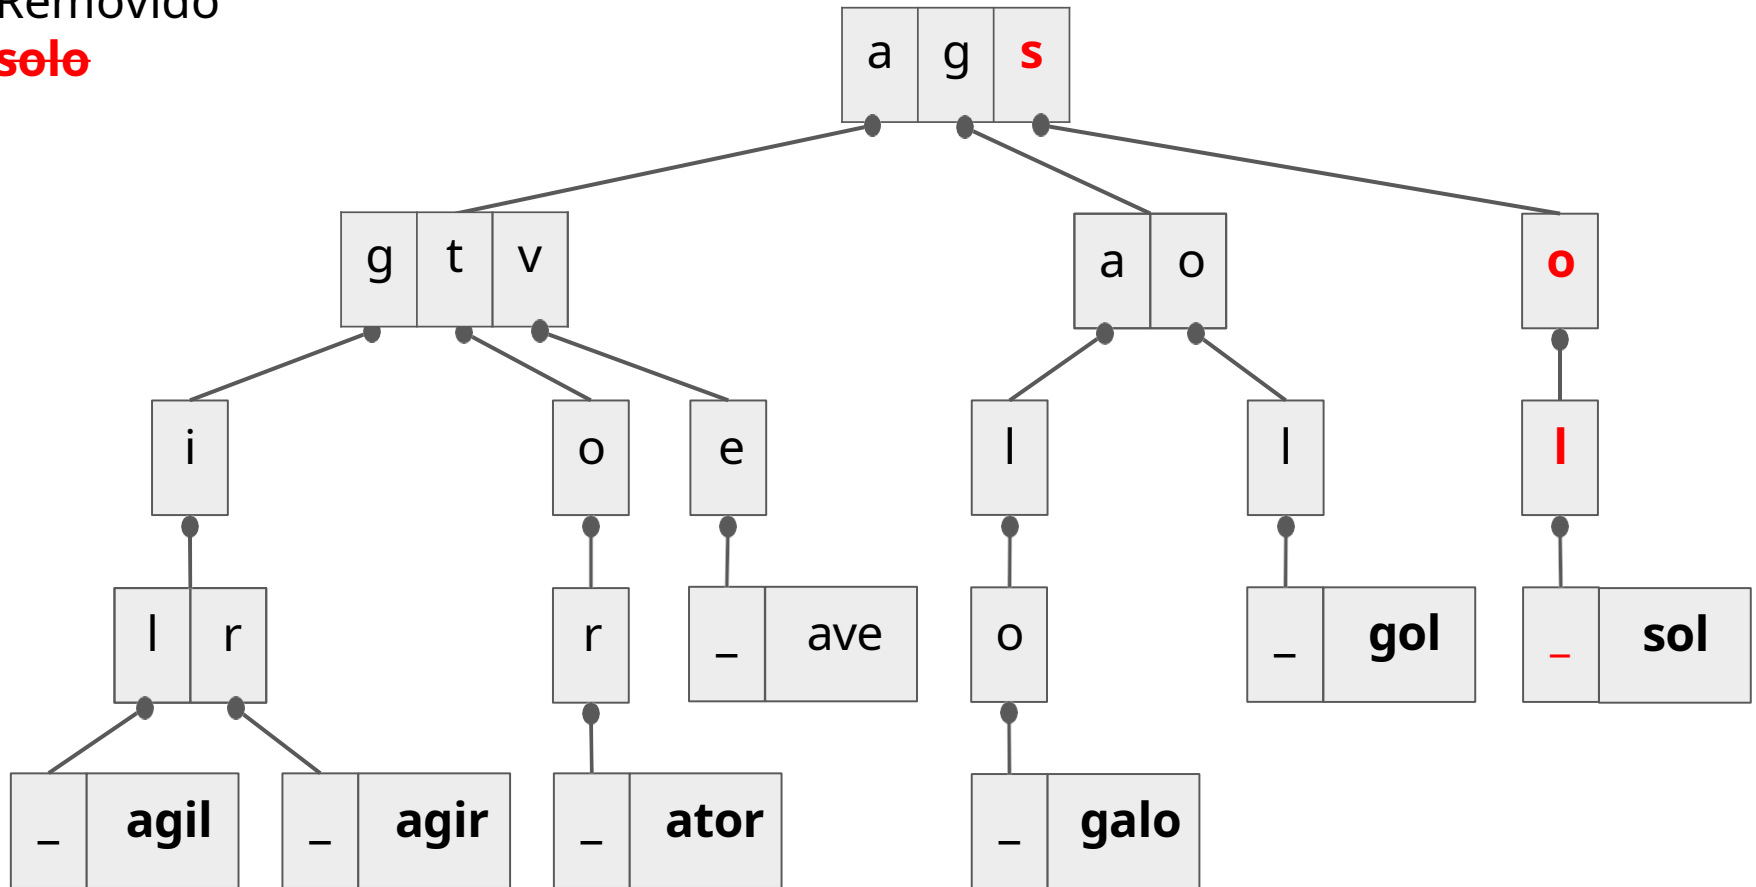 Removido
solo
a g s
g t v
a o
o
i
o
e
l
l
l
l r
r
_ ave
o
_ gol
_ sol
_ agil
_ agir
_ ator
_ galo